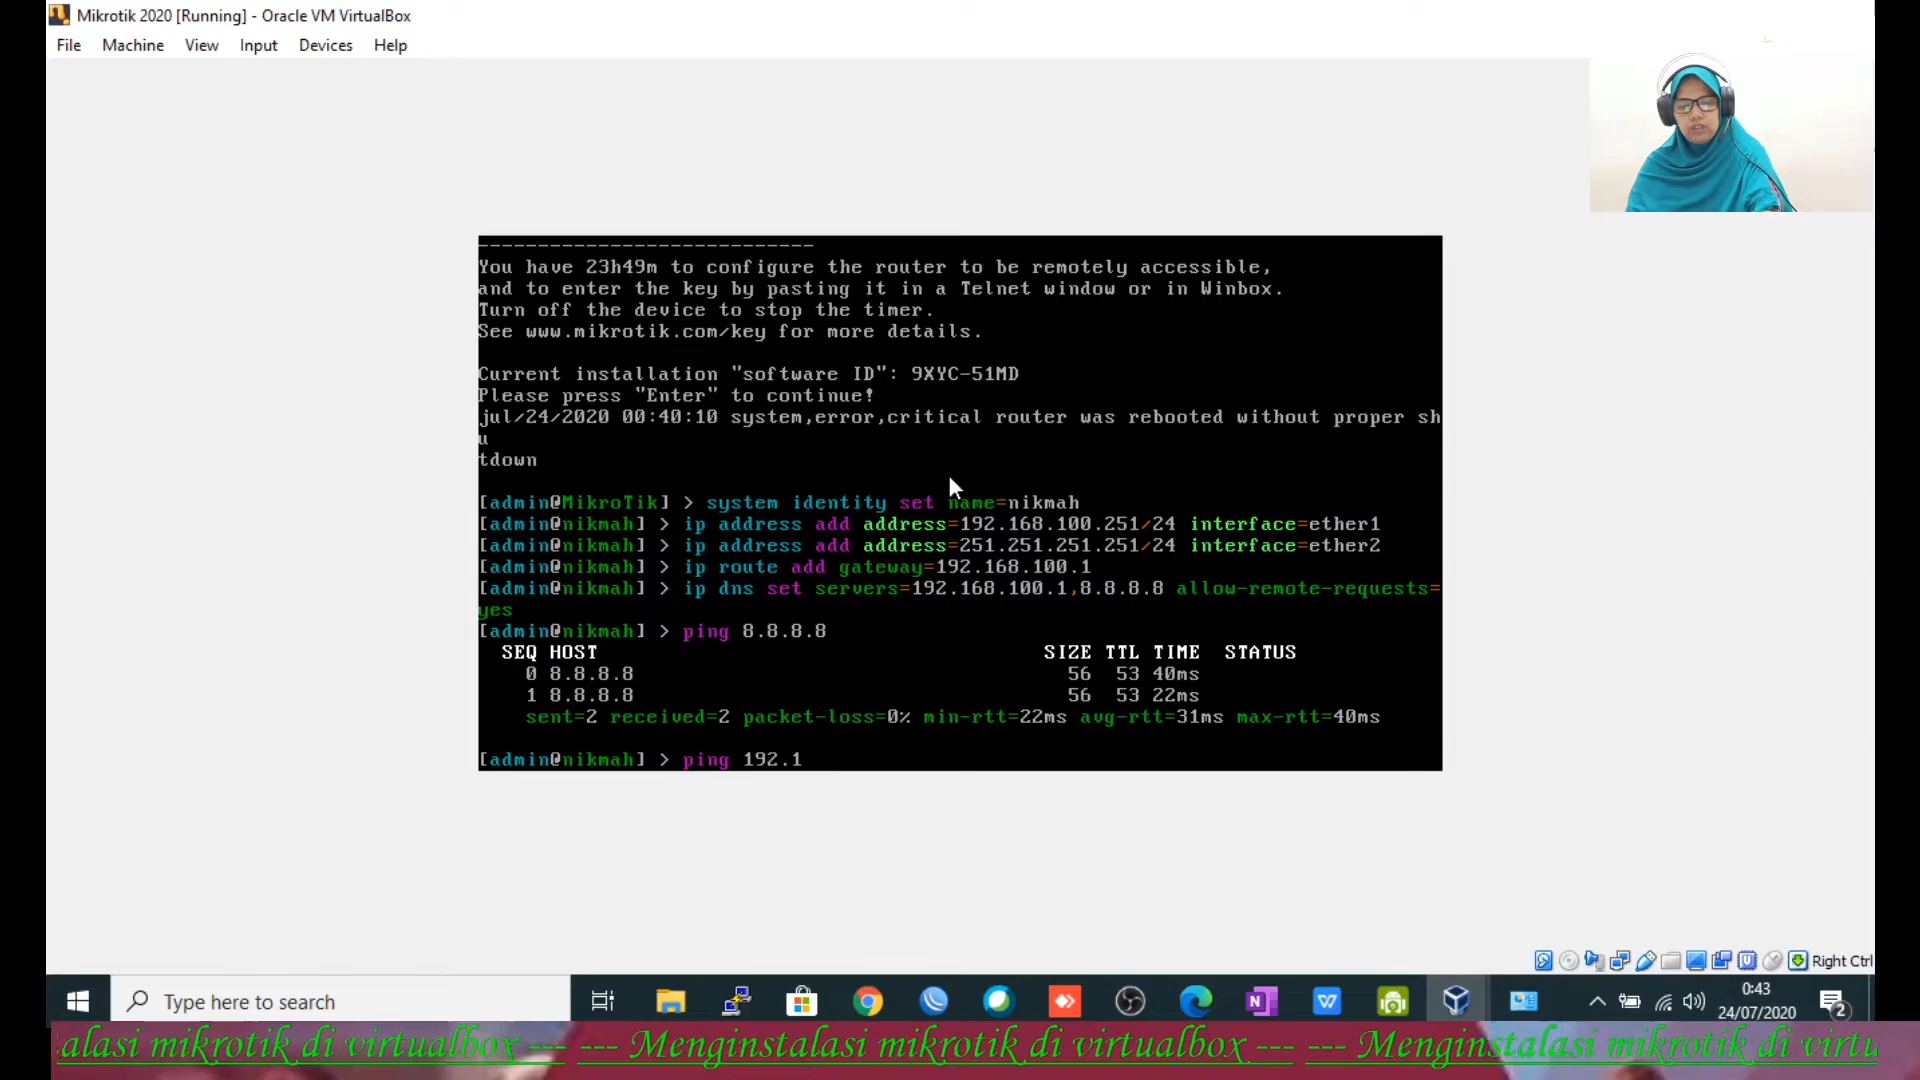 Mikrotik 2020 [Running] - Oracle VM VirtualBox
File Machine View Input Devices Help
----------------------------
You have 23h49m to configure the router to be remotely accessible,
and to enter the key by pasting it in a Telnet window or in Winbox.
Turn off the device to stop the timer.
See www.mikrotik.com/key for more details.
Current installation "software ID": 9XYC-51MD
Please press "Enter" to continue!
jul/24/2020 00:40:10 system,error,critical router was rebooted without proper sh
u
tdown
[admin@MikroTik] > system identity set name=nikmah
[admin@nikmah] > ip address add address=192.168.100.251/24 interface=ether1
[admin@nikmah] > ip address add address=251.251.251.251/24 interface=ether2
[admin@nikmah] > ip route add gateway=192.168.100.1
[admin@nikmah] > ip dns set servers=192.168.100.1,8.8.8.8 allow-remote-requests=
yes
[admin@nikmah] > ping 8.8.8.8
SEQ HOST SIZE TTL TIME STATUS
0 8.8.8.8 56 53 40ms
1 8.8.8.8 56 53 22ms
sent=2 received=2 packet-loss=0% min-rtt=22ms avg-rtt=31ms max-rtt=40ms
[admin@nikmah] > ping 192.1
Right Ctrl
Type here to search
0:43
24/07/2020
2
alasi mikrotik di virtualbox --- --- Menginstalasi mikrotik di virtualbox --- --- Menginstalasi mikrotik di virtu